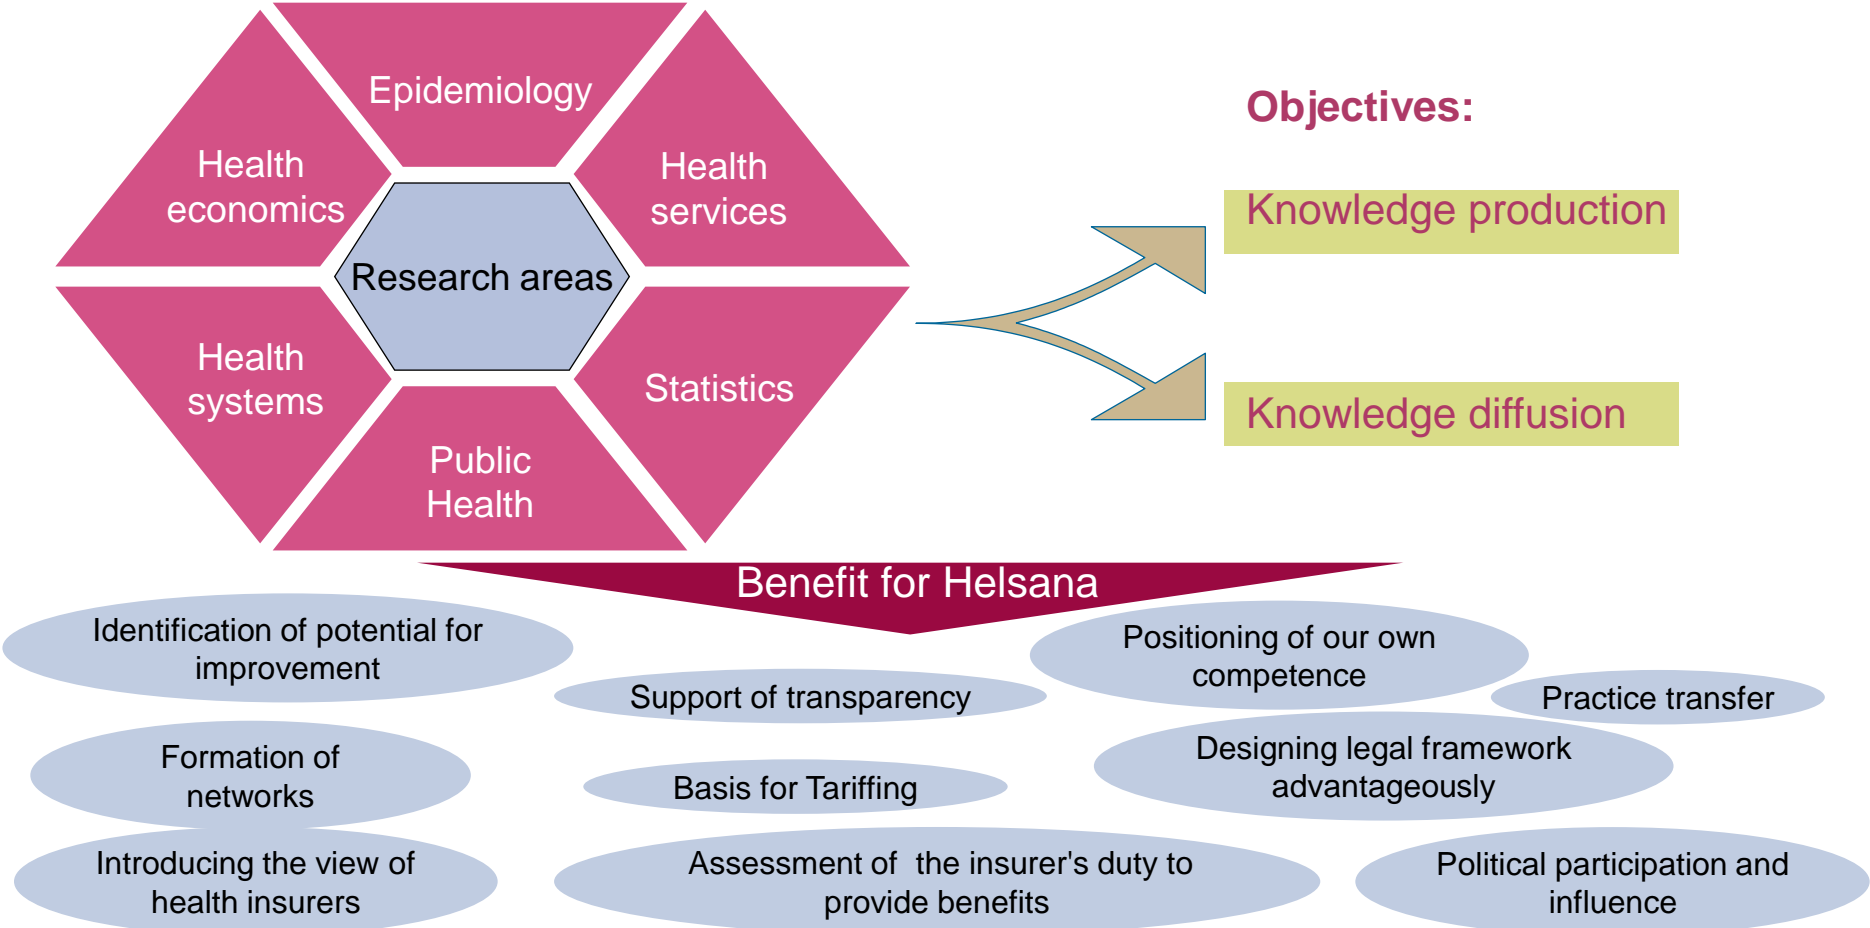 Epidemiology
Health
economics
Health
services
Research areas
Health
systems
Statistics
Public
Health
Objectives:
Knowledge production
Knowledge diffusion
Benefit for Helsana
Identification of potential for
improvement
Support of transparency
Positioning of our own
competence
Practice transfer
Formation of
networks
Basis for Tariffing
Designing legal framework
advantageously
Introducing the view of
health insurers
Assessment of  the insurer's duty to
provide benefits
Political participation and
influence